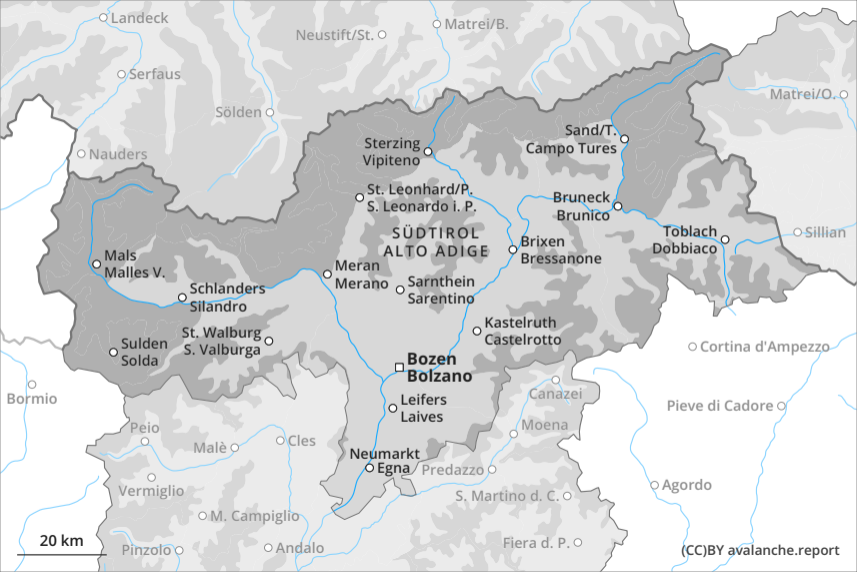 Landeck
Matrei/B.
Neustift/St.
Serfaus
Matrei/O.
Sölden
Sand/T.
Campo Tures
Sterzing
Vipiteno
Nauders
St. Leonhard/P.
S. Leonardo i. P.
Bruneck
Brunico
SÜDTIROL
ALTO ADIGE
Toblach
Dobbiaco
Sillian
Brixen
Bressanone
Mals
Malles V.
Meran
Merano
Sarnthein
Sarentino
Schlanders
Silandro
Kastelruth
Castelrotto
St. Walburg
S. Valburga
Sulden
Solda
Cortina d'Ampezzo
Bozen
Bolzano
Bormio
Canazei
Leifers
Laives
Pieve di Cadore
Peio
Moena
Cles
Malè
Neumarkt
Egna
Predazzo
Vermiglio
Agordo
S. Martino d. C.
M. Campiglio
20 km
Pinzolo
Andalo
Fiera d. P.
(CC)BY avalanche.report